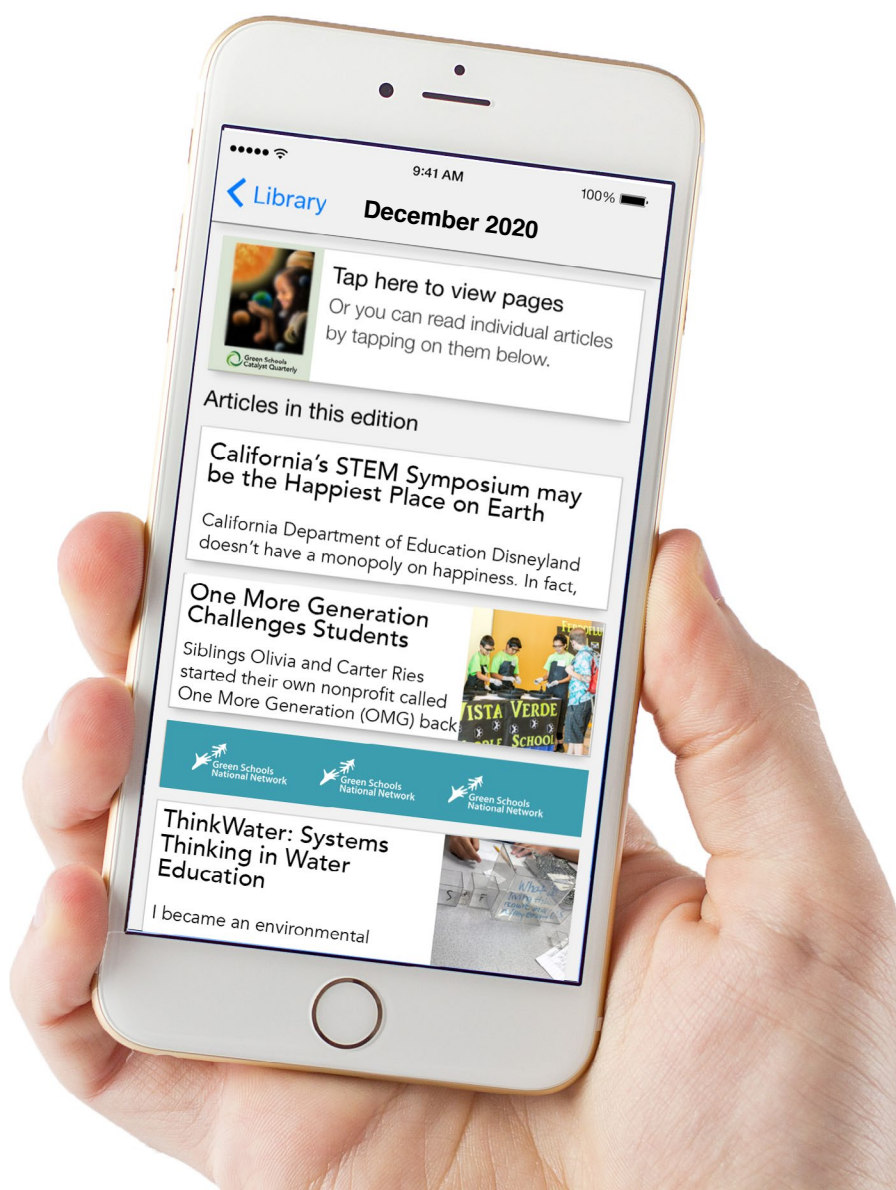 9:41 AM
100%
Library
December 2020
Tap here to view pages
Or you can read individual articles
by tapping on them below.
Green Schools
Catalyst Quarterly
Articles in this edition
California's STEM Symposium may
be the Happiest Place on Earth
California Department of Education Disneyland
doesn't have a monopoly on happiness. In fact,
One More Generation
Challenges Students
Siblings Olivia and Carter Ries
started their own nonprofit called
One More Generation (OMG) back
VISTA VERDE
SCHOOL
Green Schools
National Network
Green Schools
National Network
Green Schools
National Network
ThinkWater: Systems
Thinking in Water
Education
I became an environmental
S
F
What